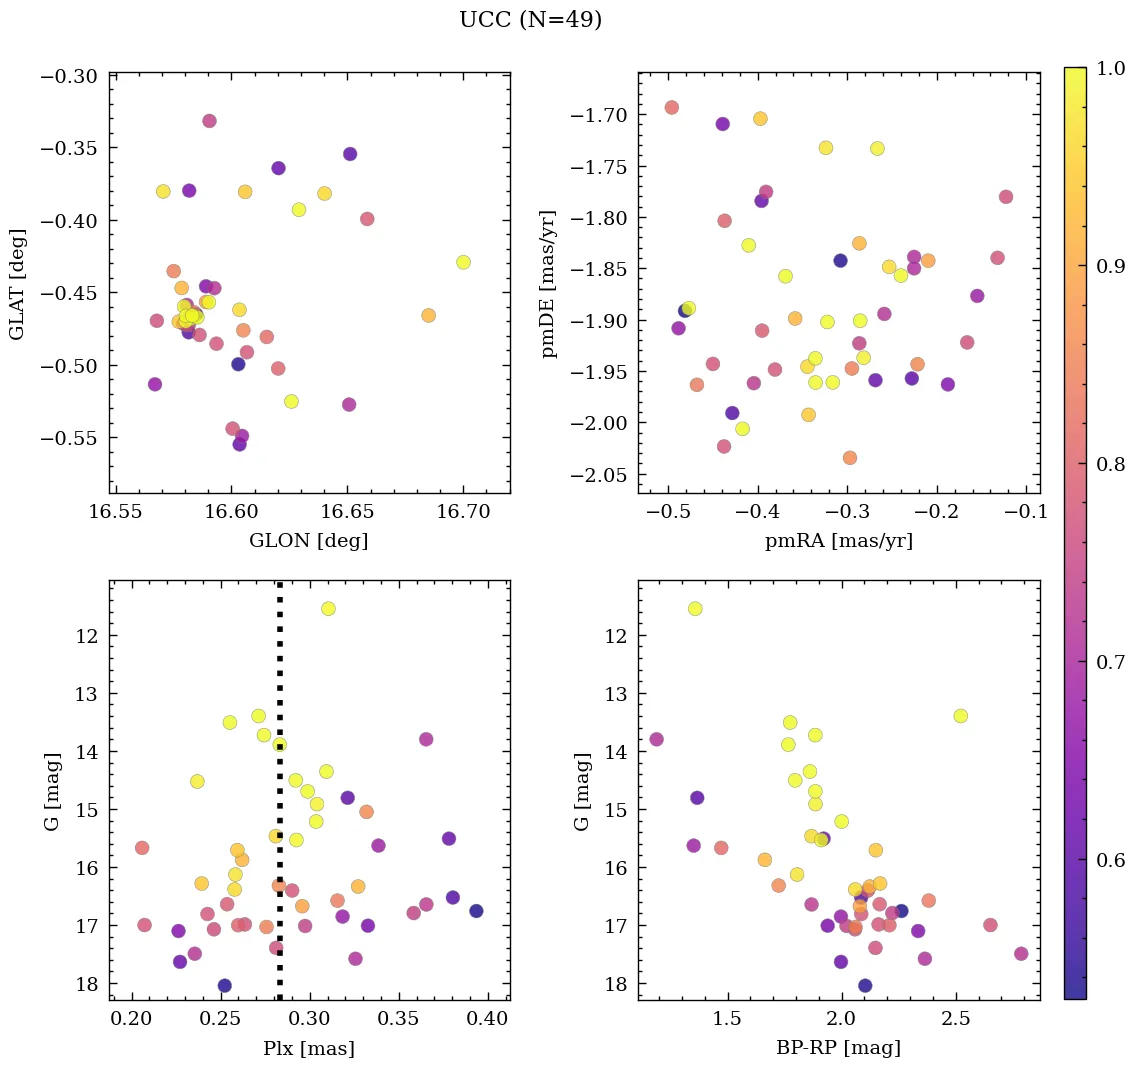 UCC (N=49)
−0.30
−0.35
−0.40
−0.45
−0.50
−0.55
GLAT [deg]
16.55 16.60 16.65 16.70
GLON [deg]
−1.70
−1.75
−1.80
−1.85
−1.90
−1.95
−2.00
−2.05
pmDE [mas/yr]
−0.5 −0.4 −0.3 −0.2 −0.1
pmRA [mas/yr]
12
13
14
15
16
17
18
G [mag]
0.20 0.25 0.30 0.35 0.40
Plx [mas]
12
13
14
15
16
17
18
G [mag]
1.5 2.0 2.5
BP-RP [mag]
1.0
0.9
0.8
0.7
0.6